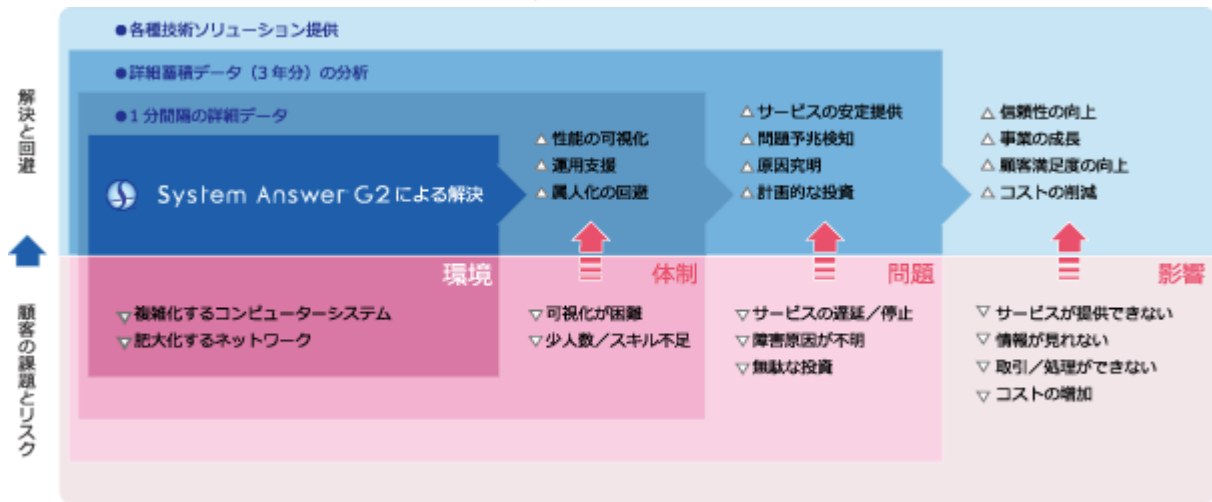 ●各種技術ソリューション提供
●詳細蓄積データ（3年分）の分析
●1分間隔の詳細データ
System Answer G2による解決
△性能の可視化
△運用支援
△属人化の回避
△サービスの安定提供
△問題予兆検知
△原因究明
△計画的な投資
△信頼性の向上
△事業の成長
△顧客満足度の向上
△コストの削減
解決と回避
顧客の課題とリスク
環境
▽複雑化するコンピューターシステム
▽肥大化するネットワーク
体制
▽可視化が困難
▽少人数／スキル不足
問題
▽サービスの遅延／停止
▽障害原因が不明
▽無駄な投資
影響
▽サービスが提供できない
▽情報が見れない
▽取引／処理ができない
▽コストの増加